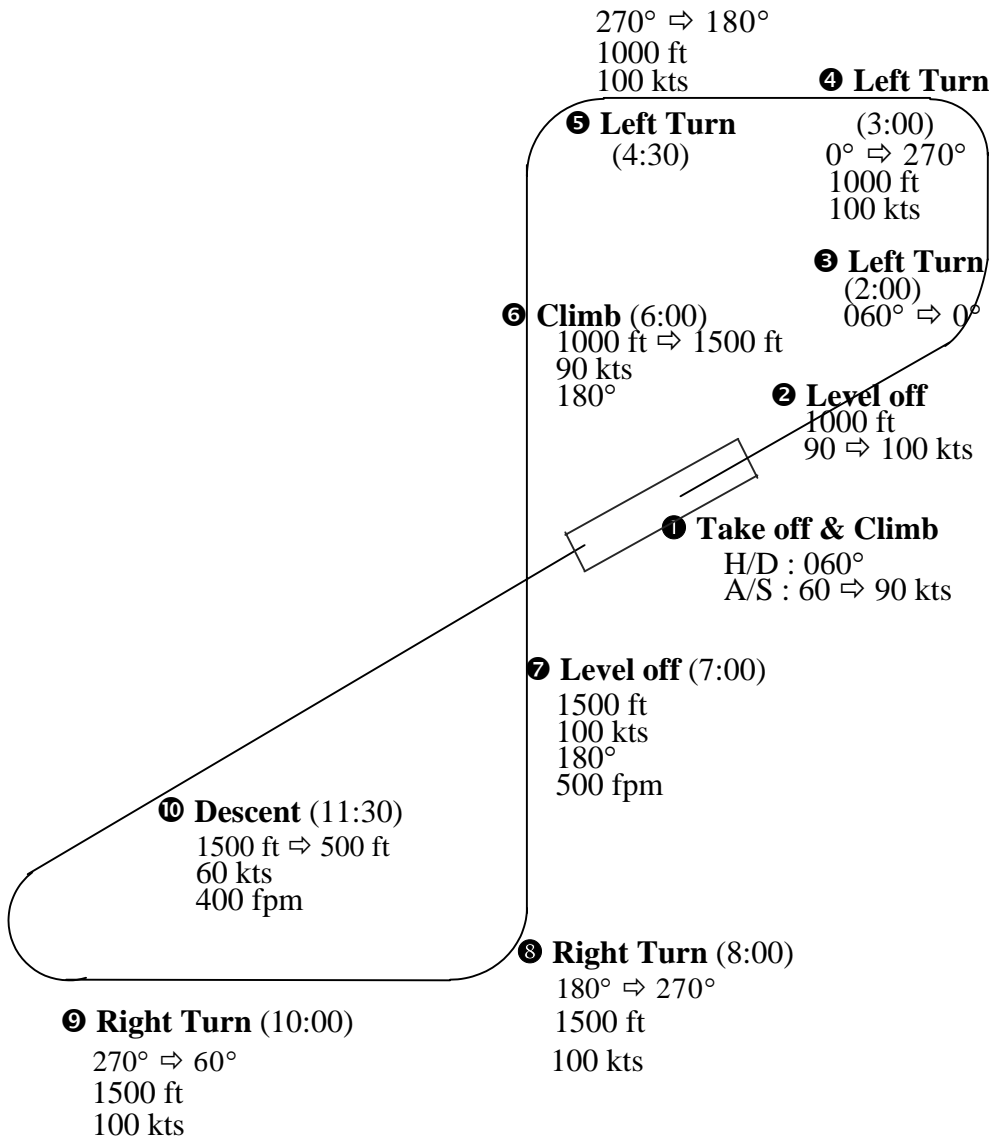 270° ⇨ 180°
1000 ft
100 kts
❹ Left Turn
(3:00)
0° ⇨ 270°
1000 ft
100 kts
❺ Left Turn
(4:30)
❸ Left Turn
(2:00)
060° ⇨ 0°
❻ Climb (6:00)
1000 ft ⇨ 1500 ft
90 kts
180°
❷ Level off
1000 ft
90 ⇨ 100 kts
❶ Take off & Climb
H/D : 060°
A/S : 60 ⇨ 90 kts
❼ Level off (7:00)
1500 ft
100 kts
180°
500 fpm
❿ Descent (11:30)
1500 ft ⇨ 500 ft
60 kts
400 fpm
❽ Right Turn (8:00)
180° ⇨ 270°
1500 ft
100 kts
❾ Right Turn (10:00)
270° ⇨ 60°
1500 ft
100 kts